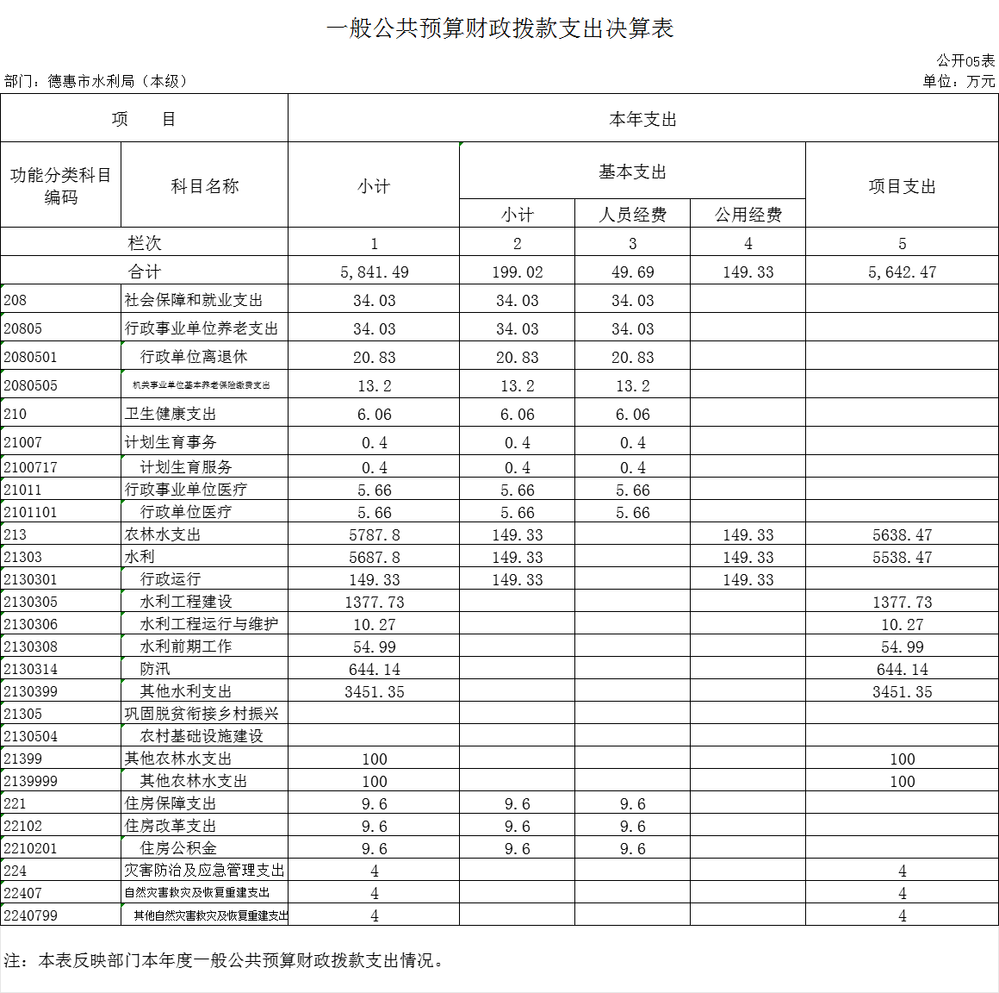 一般公共预算财政拨款支出决算表
公开05表
部门：德惠市水利局（本级） 单位：万元
项 目 本年支出
功能分类科目编码 科目名称 小计 基本支出 项目支出
小计 人员经费 公用经费
栏次 1 2 3 4 5
合计 5,841.49 199.02 49.69 149.33 5,642.47
208 社会保障和就业支出 34.03 34.03 34.03
20805 行政事业单位养老支出 34.03 34.03 34.03
2080501 行政单位离退休 20.83 20.83 20.83
2080505 机关事业单位基本养老保险缴费支出 13.2 13.2 13.2
210 卫生健康支出 6.06 6.06 6.06
21007 计划生育事务 0.4 0.4 0.4
2100717 计划生育服务 0.4 0.4 0.4
21011 行政事业单位医疗 5.66 5.66 5.66
2101101 行政单位医疗 5.66 5.66 5.66
213 农林水支出 5787.8 149.33 149.33 5638.47
21303 水利 5687.8 149.33 149.33 5538.47
2130301 行政运行 149.33 149.33 149.33
2130305 水利工程建设 1377.73 1377.73
2130306 水利工程运行与维护 10.27 10.27
2130308 水利前期工作 54.99 54.99
2130314 防汛 644.14 644.14
2130399 其他水利支出 3451.35 3451.35
21305 巩固脱贫衔接乡村振兴
2130504 农村基础设施建设
21399 其他农林水支出 100 100
2139999 其他农林水支出 100 100
221 住房保障支出 9.6 9.6 9.6
22102 住房改革支出 9.6 9.6 9.6
2210201 住房公积金 9.6 9.6 9.6
224 灾害防治及应急管理支出 4 4
22407 自然灾害救灾及恢复重建支出 4 4
2240799 其他自然灾害救灾及恢复重建支出 4 4
注：本表反映部门本年度一般公共预算财政拨款支出情况。